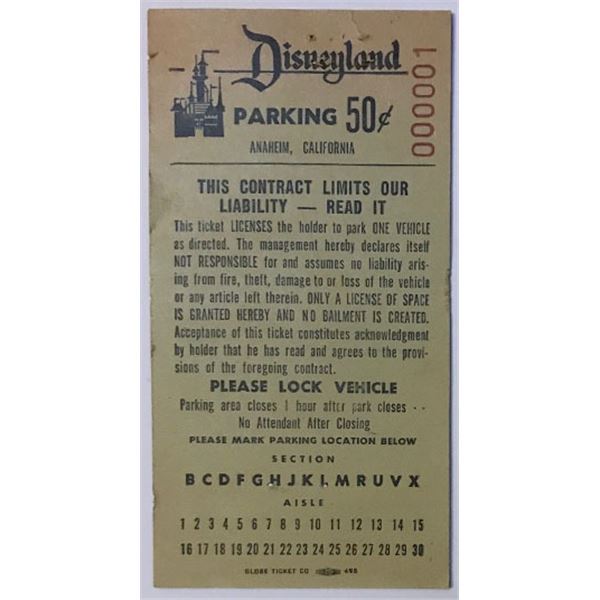 Disneyland
PARKING 50¢
ANAHEIM, CALIFORNIA
000001
THIS CONTRACT LIMITS OUR
LIABILITY — READ IT
This ticket LICENSES the holder to park ONE VEHICLE
as directed. The management hereby declares itself
NOT RESPONSIBLE for and assumes no liability aris-
ing from fire, theft, damage to or loss of the vehicle
or any article left therein. ONLY A LICENSE OF SPACE
IS GRANTED HEREBY AND NO BAILMENT IS CREATED.
Acceptance of this ticket constitutes acknowledgment
by holder that he has read and agrees to the provi-
sions of the foregoing contract.
PLEASE LOCK VEHICLE
Parking area closes 1 hour after park closes --
No Attendant After Closing
PLEASE MARK PARKING LOCATION BELOW
SECTION
B C D F G H J K L M R U V X
AISLE
1 2 3 4 5 6 7 8 9 10 11 12 13 14 15
16 17 18 19 20 21 22 23 24 25 26 27 28 29 30
GLOBE TICKET CO 495